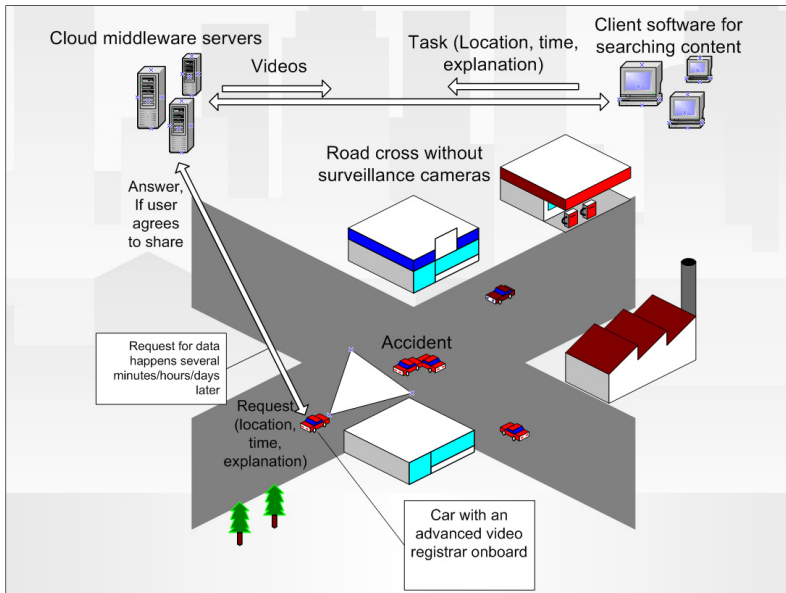 Cloud middleware servers
Client software for
searching content
Task (Location, time,
explanation)
Videos
Road cross without
surveillance cameras
Answer,
If user
agrees
to share
Accident
Request for data
happens several
minutes/hours/days
later
Request
(location,
time,
explanation)
Car with an
advanced video
registrar onboard